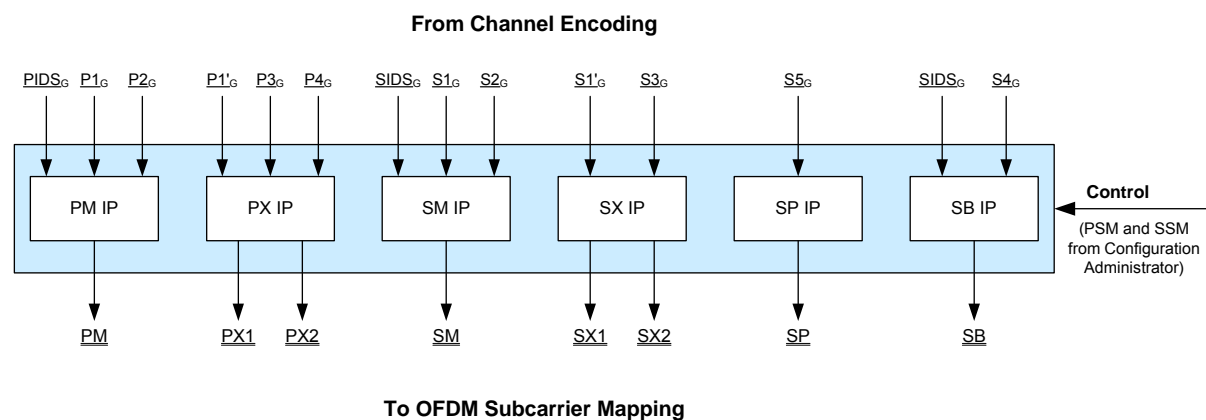 From Channel Encoding
PIDSG P1G P2G P1'G P3G P4G SIDSG S1G S2G S1'G S3G S5G SIDSG S4G
PM IP PX IP SM IP SX IP SP IP SB IP
Control
(PSM and SSM
from Configuration
Administrator)
PM PX1 PX2 SM SX1 SX2 SP SB
To OFDM Subcarrier Mapping